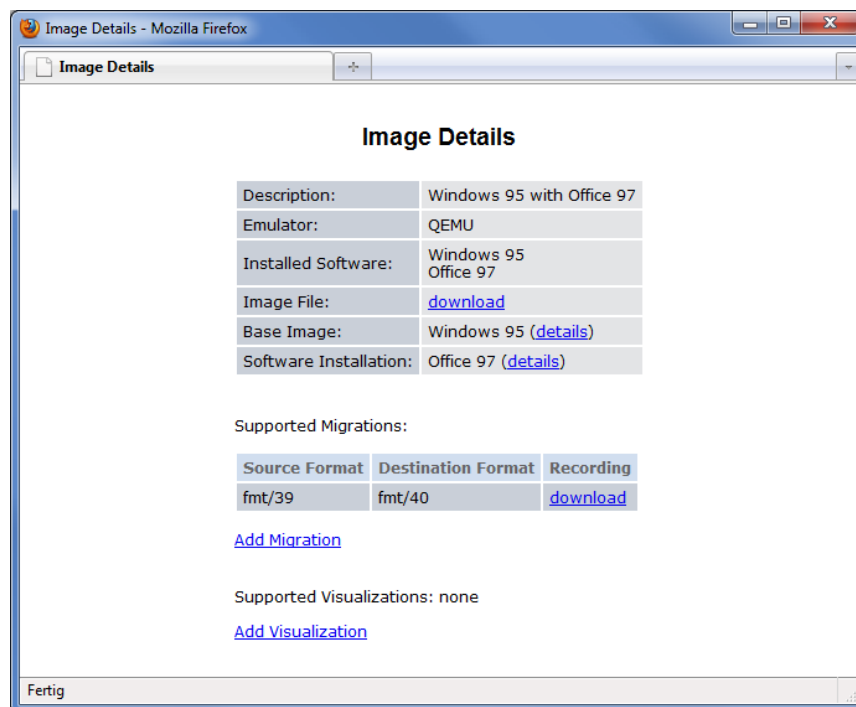 Image Details - Mozilla Firefox
Image Details
Image Details
Description: Windows 95 with Office 97
Emulator: QEMU
Installed Software: Windows 95
Office 97
Image File: download
Base Image: Windows 95 (details)
Software Installation: Office 97 (details)
Supported Migrations:
Source Format Destination Format Recording
fmt/39 fmt/40 download
Add Migration
Supported Visualizations: none
Add Visualization
Fertig